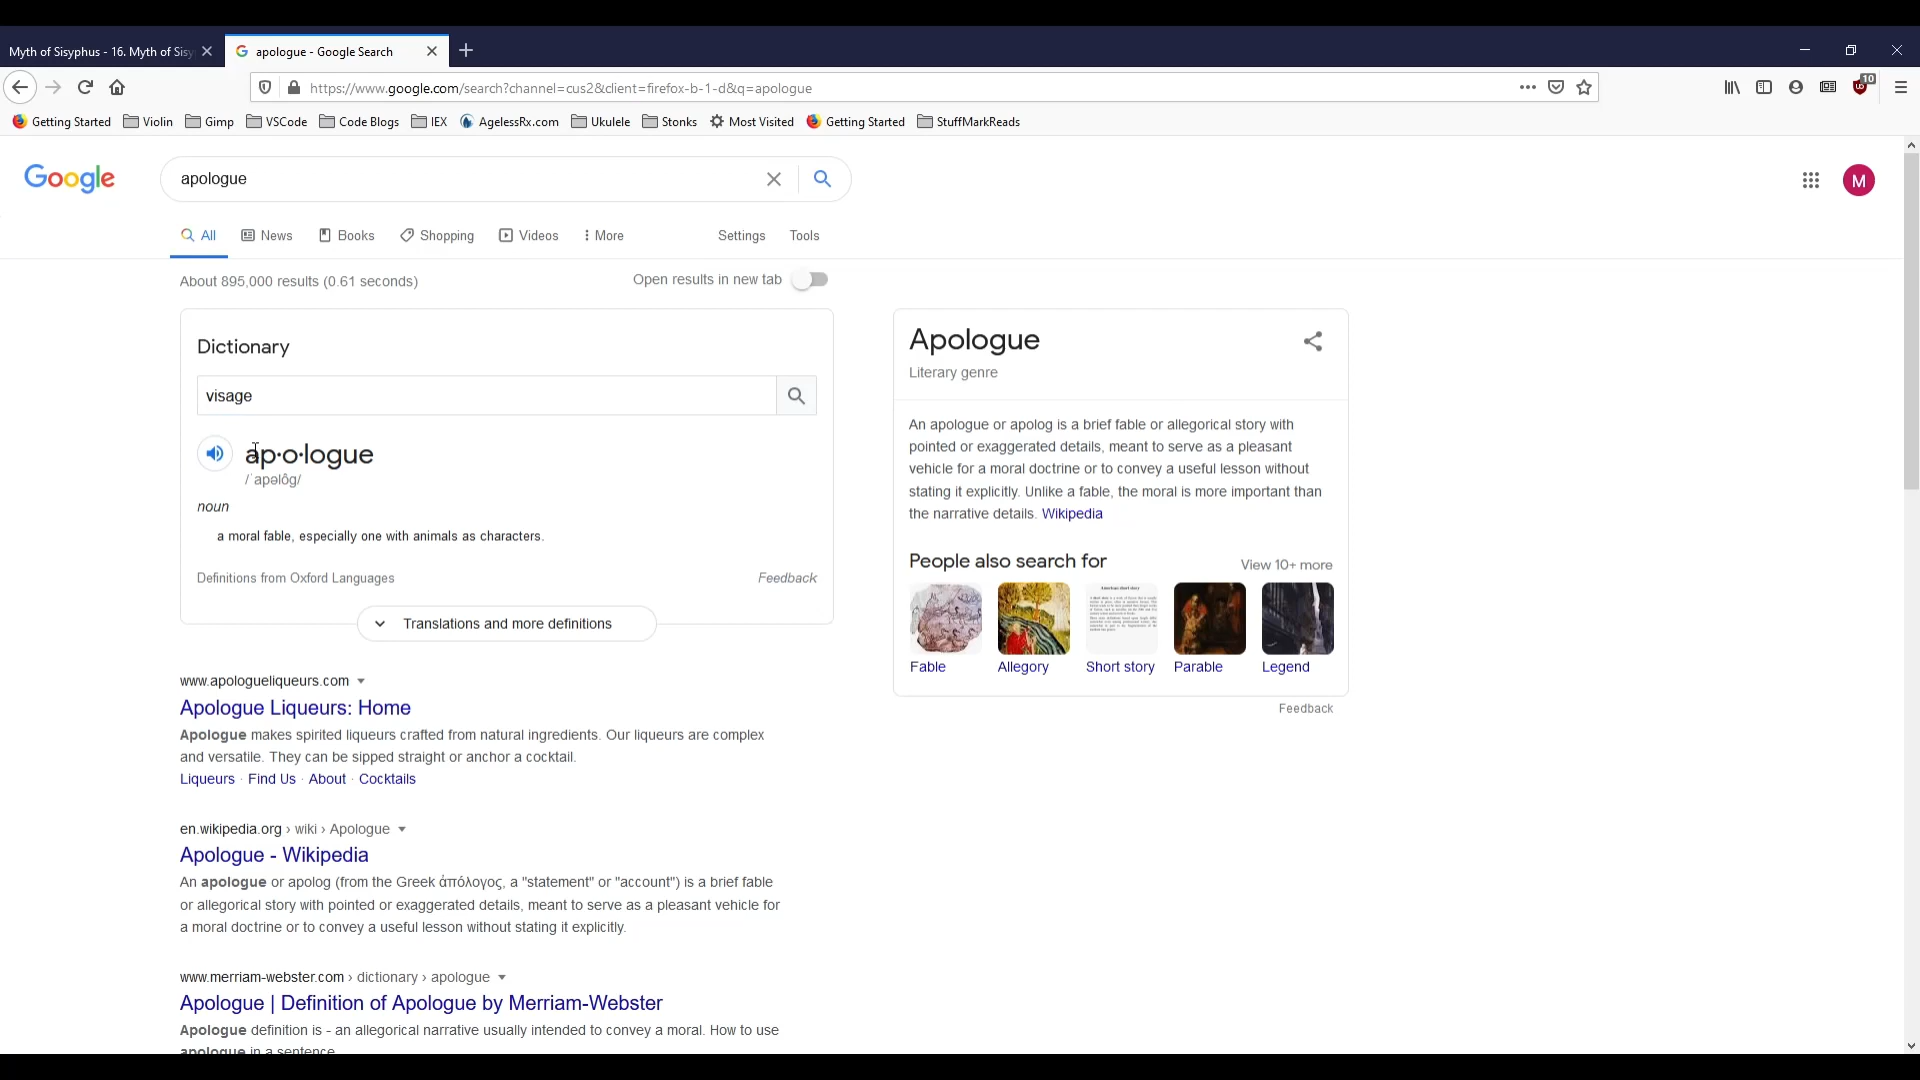 Myth of Sisyphus - 16. Myth of Sisy
apologue - Google Search
https://www.google.com/search?channel=cus2&client=firefox-b-1-d&q=apologue
10
Getting Started Violin Gimp VSCode Code Blogs IEX AgelessRx.com Ukulele Stonks Most Visited Getting Started StuffMarkReads
Google
apologue
M
All News Books Shopping Videos More Settings Tools
About 895,000 results (0.61 seconds)
Open results in new tab
Dictionary
visage
ap·o·logue
/ˈapəlôɡ/
noun
a moral fable, especially one with animals as characters.
Definitions from Oxford Languages
Feedback
Translations and more definitions
www.apologueliqueurs.com
Apologue Liqueurs: Home
Apologue makes spirited liqueurs crafted from natural ingredients. Our liqueurs are complex
and versatile. They can be sipped straight or anchor a cocktail.
Liqueurs · Find Us · About · Cocktails
en.wikipedia.org › wiki › Apologue
Apologue - Wikipedia
An apologue or apolog (from the Greek ἀπόλογος, a "statement" or "account") is a brief fable
or allegorical story with pointed or exaggerated details, meant to serve as a pleasant vehicle for
a moral doctrine or to convey a useful lesson without stating it explicitly.
www.merriam-webster.com › dictionary › apologue
Apologue | Definition of Apologue by Merriam-Webster
Apologue definition is - an allegorical narrative usually intended to convey a moral. How to use
apologue in a sentence.
Apologue
Literary genre
An apologue or apolog is a brief fable or allegorical story with
pointed or exaggerated details, meant to serve as a pleasant
vehicle for a moral doctrine or to convey a useful lesson without
stating it explicitly. Unlike a fable, the moral is more important than
the narrative details. Wikipedia
People also search for
View 10+ more
Fable Allegory Short story Parable Legend
Feedback